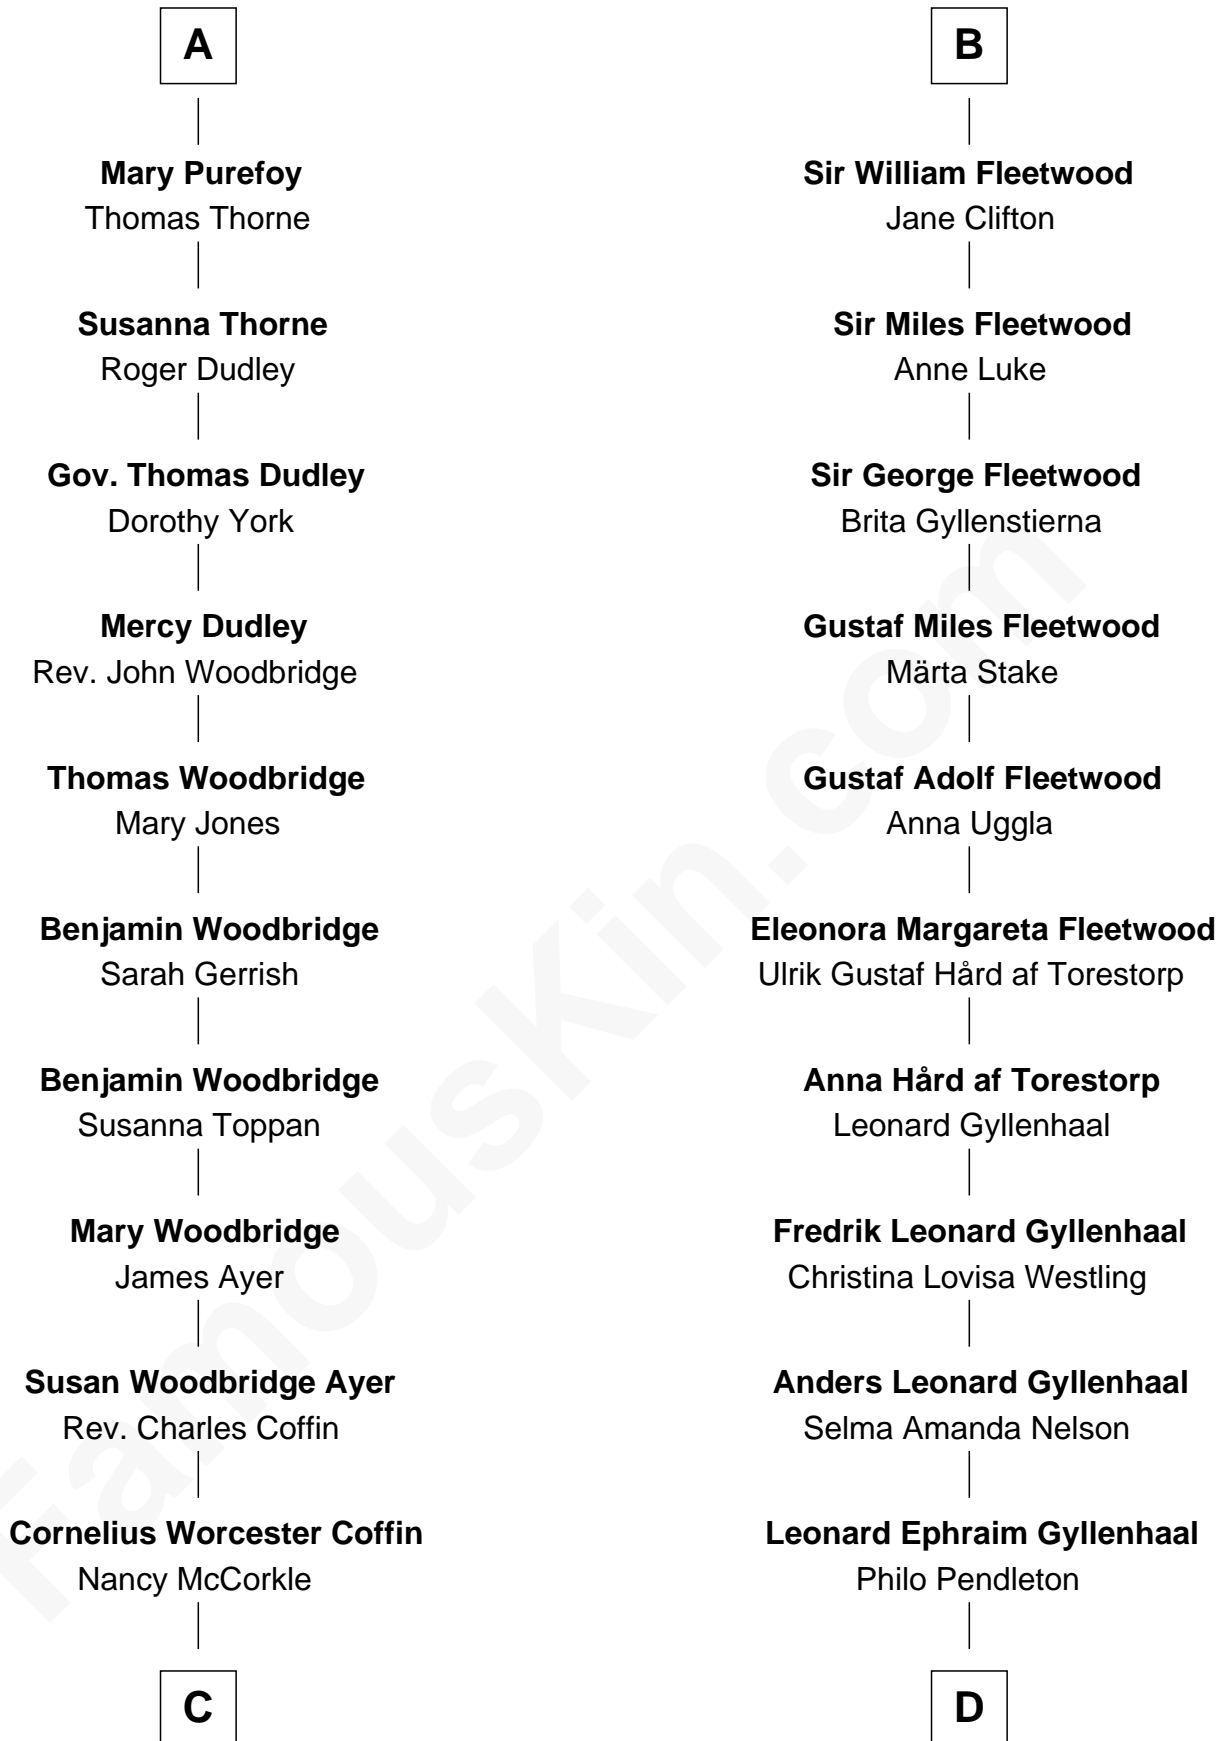 A
Mary Purefoy
Thomas Thorne
Susanna Thorne
Roger Dudley
Gov. Thomas Dudley
Dorothy York
Mercy Dudley
Rev. John Woodbridge
Thomas Woodbridge
Mary Jones
Benjamin Woodbridge
Sarah Gerrish
Benjamin Woodbridge
Susanna Toppan
Mary Woodbridge
James Ayer
Susan Woodbridge Ayer
Rev. Charles Coffin
Cornelius Worcester Coffin
Nancy McCorkle
C
B
Sir William Fleetwood
Jane Clifton
Sir Miles Fleetwood
Anne Luke
Sir George Fleetwood
Brita Gyllenstierna
Gustaf Miles Fleetwood
Märta Stake
Gustaf Adolf Fleetwood
Anna Uggla
Eleonora Margareta Fleetwood
Ulrik Gustaf Hård af Torestorp
Anna Hård af Torestorp
Leonard Gyllenhaal
Fredrik Leonard Gyllenhaal
Christina Lovisa Westling
Anders Leonard Gyllenhaal
Selma Amanda Nelson
Leonard Ephraim Gyllenhaal
Philo Pendleton
D
FamousKin.com